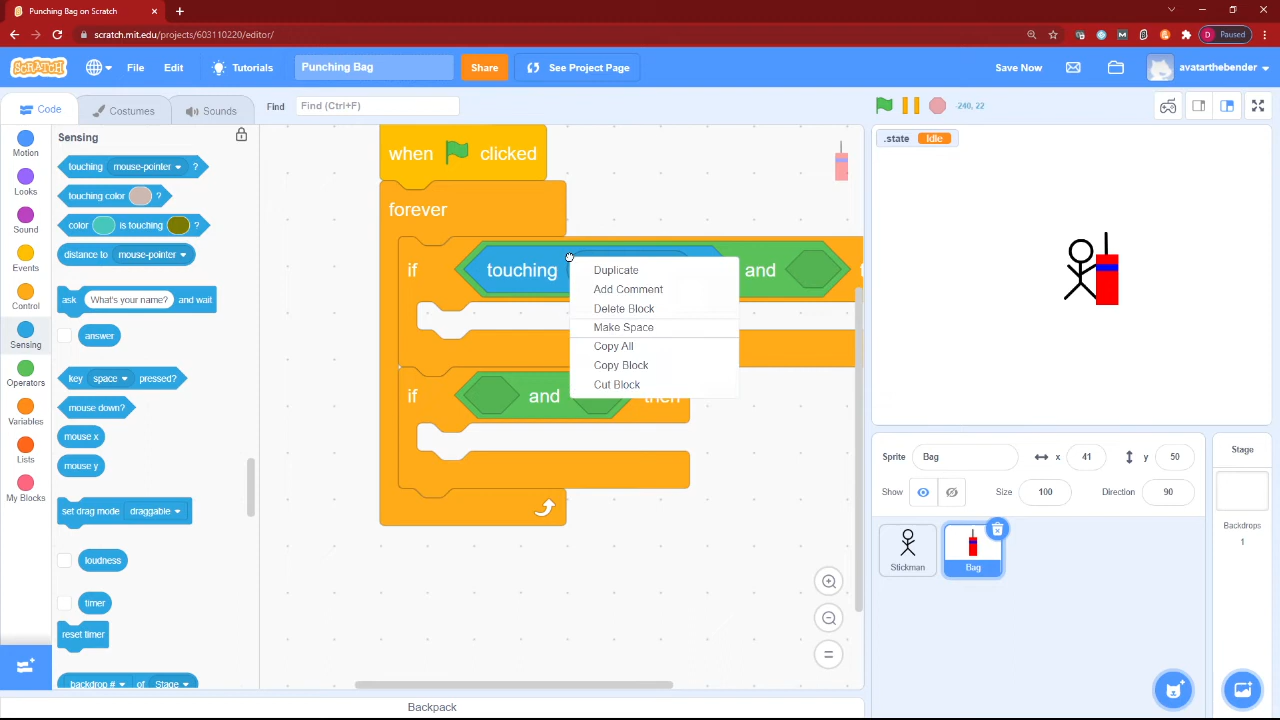 Punching Bag on Scratch
scratch.mit.edu/projects/603110220/editor/
D Paused
SCRATCH
File
Edit
Tutorials
Punching Bag
Share
See Project Page
Save Now
avatarthebender
Code
Costumes
Sounds
Find
Find (Ctrl+F)
-240, 22
Motion
Looks
Sound
Events
Control
Sensing
Operators
Variables
Lists
My Blocks
Sensing
touching mouse-pointer ?
touching color ?
color is touching ?
distance to mouse-pointer
ask What's your name? and wait
answer
key space pressed?
mouse down?
mouse x
mouse y
set drag mode draggable
loudness
timer
reset timer
backdrop # of Stage
when clicked
forever
if touching and
if and then
Duplicate
Add Comment
Delete Block
Make Space
Copy All
Copy Block
Cut Block
.state Idle
Sprite Bag x 41 y 50
Show Size 100 Direction 90
Stickman
Bag
Stage
Backdrops
1
Backpack